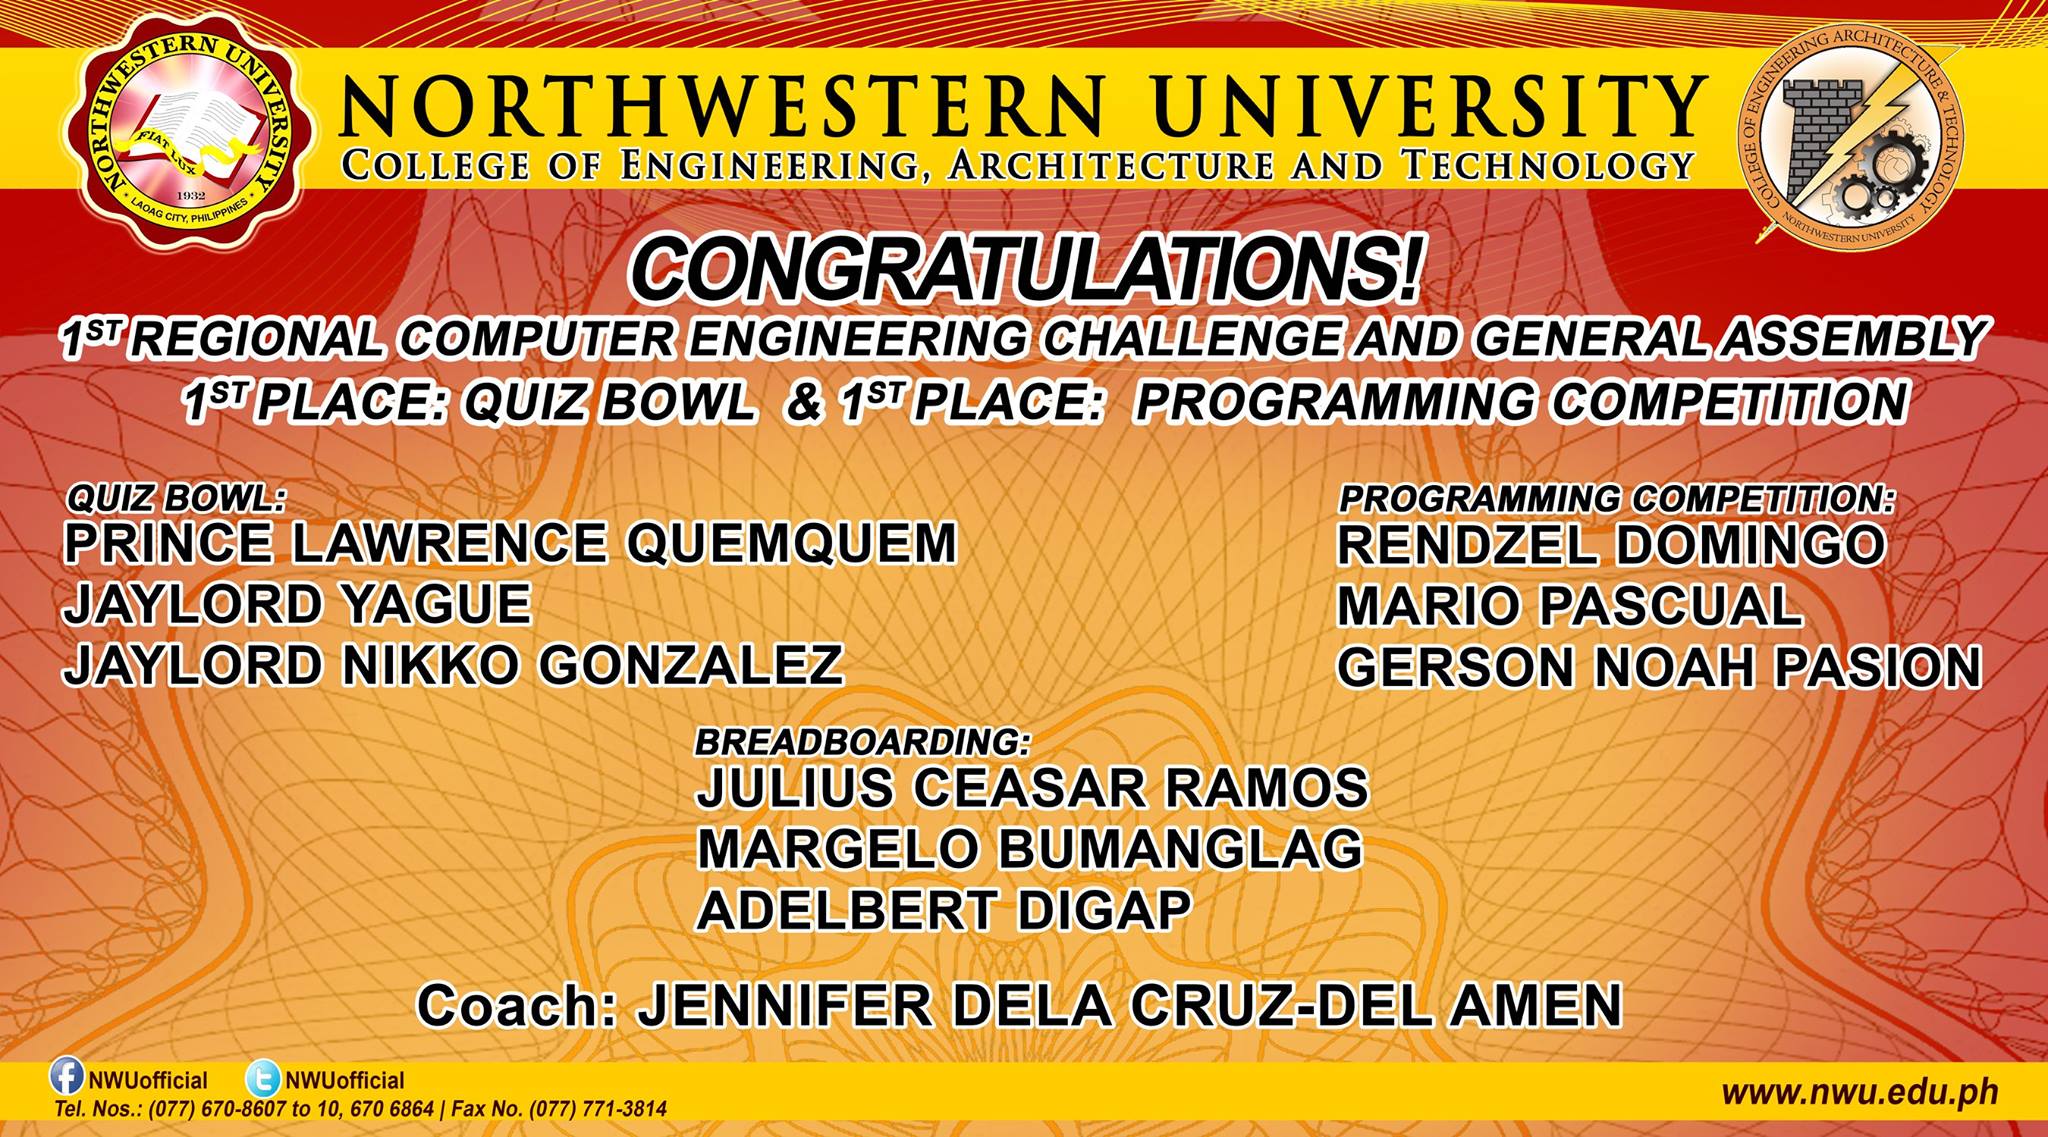 NORTHWESTERN UNIVERSITY
FIAT LUX
1932
LAOAG CITY, PHILIPPINES
NORTHWESTERN UNIVERSITY
COLLEGE OF ENGINEERING, ARCHITECTURE AND TECHNOLOGY
COLLEGE OF ENGINEERING ARCHITECTURE & TECHNOLOGY
NORTHWESTERN UNIVERSITY
CONGRATULATIONS!
1ST REGIONAL COMPUTER ENGINEERING CHALLENGE AND GENERAL ASSEMBLY
1ST PLACE: QUIZ BOWL & 1ST PLACE: PROGRAMMING COMPETITION
QUIZ BOWL:
PRINCE LAWRENCE QUEMQUEM
JAYLORD YAGUE
JAYLORD NIKKO GONZALEZ
PROGRAMMING COMPETITION:
RENDZEL DOMINGO
MARIO PASCUAL
GERSON NOAH PASION
BREADBOARDING:
JULIUS CEASAR RAMOS
MARGELO BUMANGLAG
ADELBERT DIGAP
Coach: JENNIFER DELA CRUZ-DEL AMEN
NWUofficial NWUofficial
Tel. Nos.: (077) 670-8607 to 10, 670 6864 | Fax No. (077) 771-3814
www.nwu.edu.ph